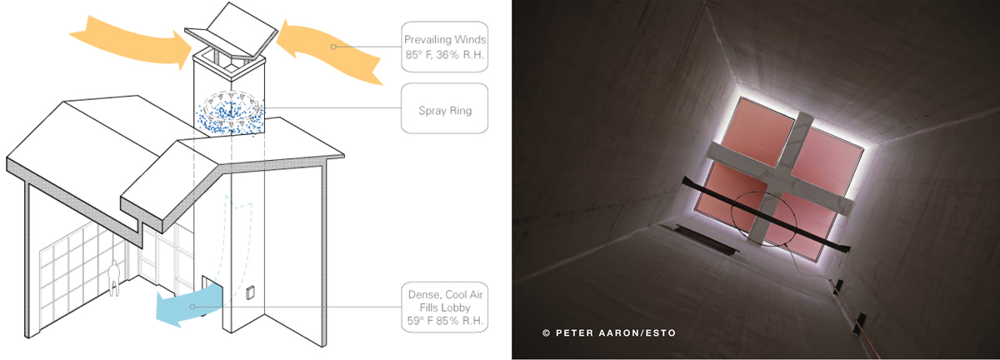 Prevailing Winds
85° F, 36% R.H.
Spray Ring
Dense, Cool Air
Fills Lobby
59° F 85% R.H.
© PETER AARON/ESTO